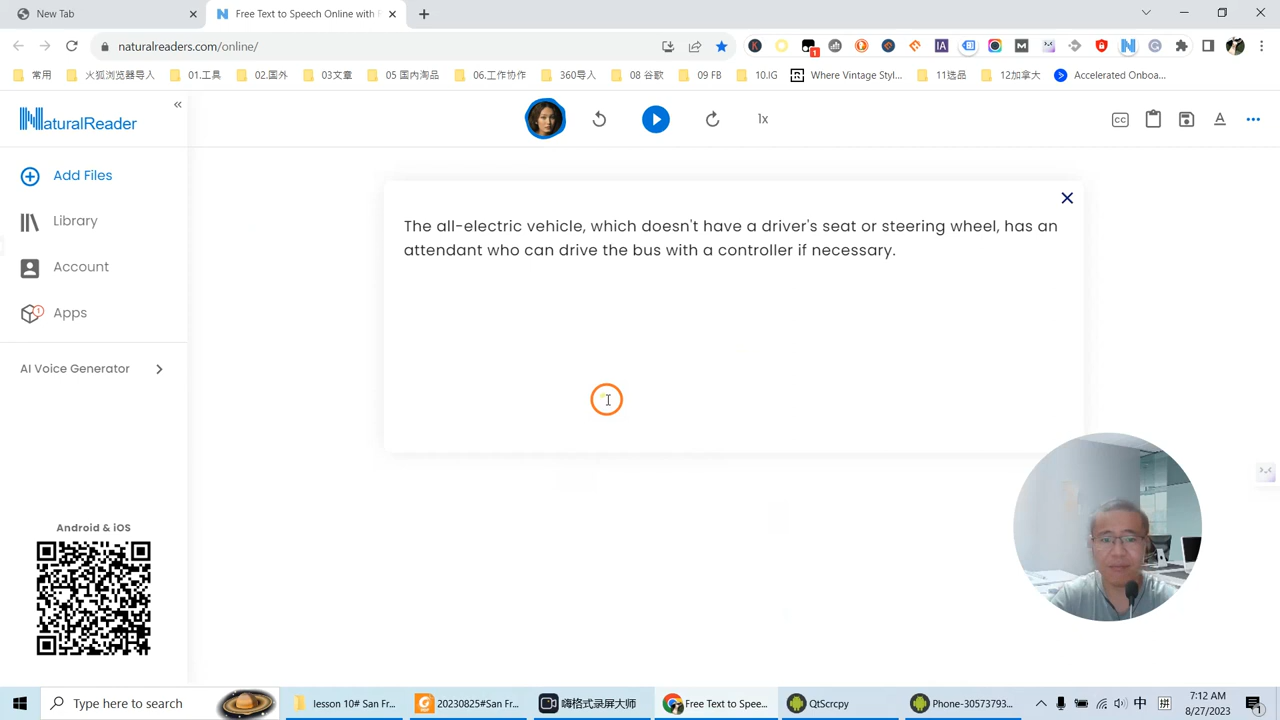 New Tab
Free Text to Speech Online with
naturalreaders.com/online/
1
常用
火狐浏览器导入
01.工具
02.国外
03文章
05 国内淘品
06.工作协作
360导入
08 谷歌
09 FB
10.IG
Where Vintage Styl...
11选品
12加拿大
Accelerated Onboa...
NaturalReader
1x
CC
Add Files
Library
Account
Apps
AI Voice Generator
The all-electric vehicle, which doesn't have a driver's seat or steering wheel, has an
attendant who can drive the bus with a controller if necessary.
Android & iOS
Type here to search
lesson 10# San Fr...
20230825#San Fr...
嗨格式录屏大师
Free Text to Spee...
QtScrcpy
Phone-30573793...
中
拼
7:12 AM
8/27/2023
1